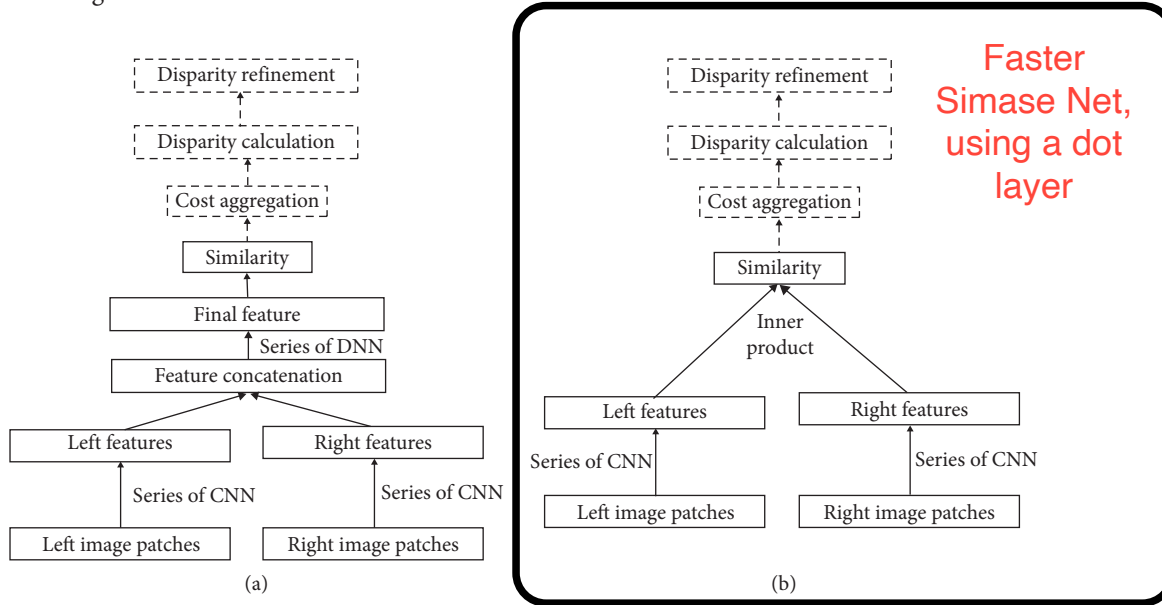 Disparity refinement
Disparity calculation
Cost aggregation
Similarity
Final feature
Series of DNN
Feature concatenation
Left features
Right features
Series of CNN
Series of CNN
Left image patches
Right image patches
(a)
Disparity refinement
Disparity calculation
Cost aggregation
Similarity
Inner
product
Left features
Right features
Series of CNN
Series of CNN
Left image patches
Right image patches
(b)
Faster
Simase Net,
using a dot
layer